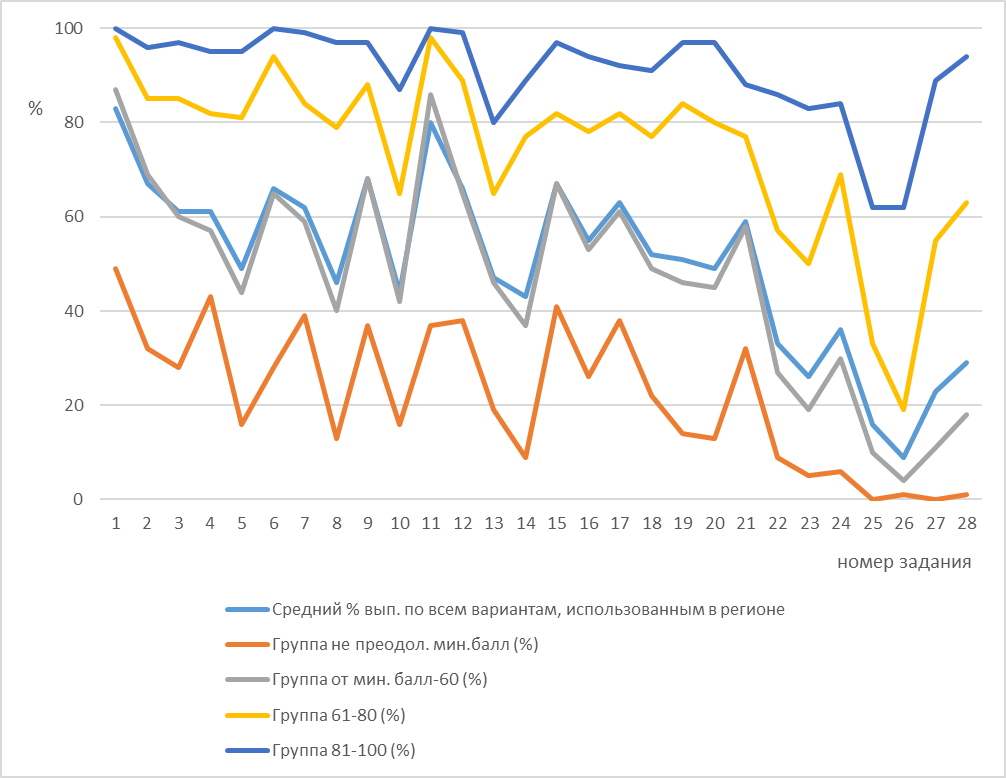 100
%
80
60
40
20
0
1 2 3 4 5 6 7 8 9 10 11 12 13 14 15 16 17 18 19 20 21 22 23 24 25 26 27 28
номер задания
Средний % вып. по всем вариантам, использованным в регионе
Группа не преодол. мин.балл (%)
Группа от мин. балл-60 (%)
Группа 61-80 (%)
Группа 81-100 (%)